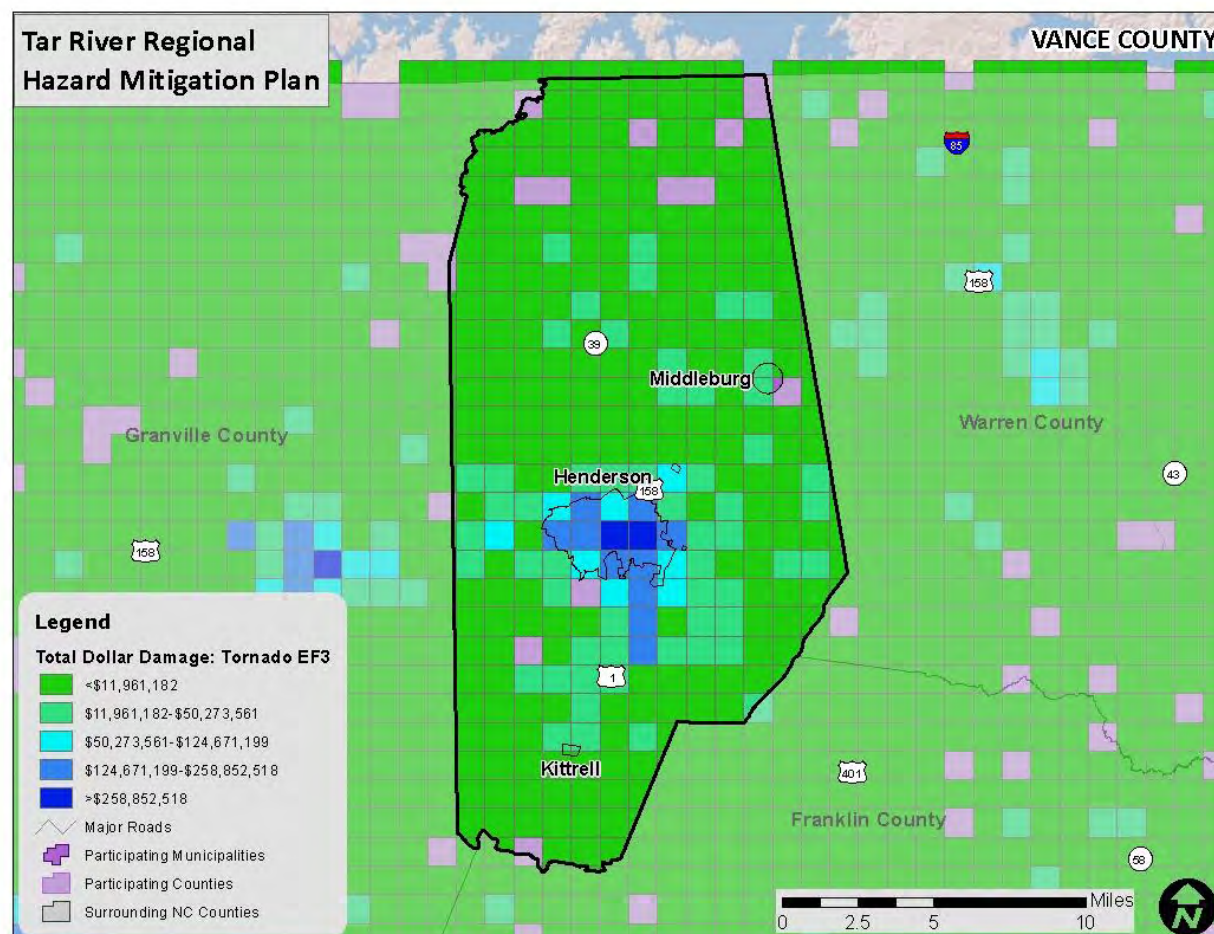 Tar River Regional
Hazard Mitigation Plan
VANCE COUNTY
85
158
39
Middleburg
Granville County
Warren County
Henderson
158
43
158
Legend
Total Dollar Damage: Tornado EF3
<$11,961,182
$11,961,182-$50,273,561
$50,273,561-$124,671,199
$124,671,199-$258,852,518
>$258,852,518
Major Roads
Participating Municipalities
Participating Counties
Surrounding NC Counties
1
Kittrell
401
Franklin County
58
Miles
0 2.5 5 10
N